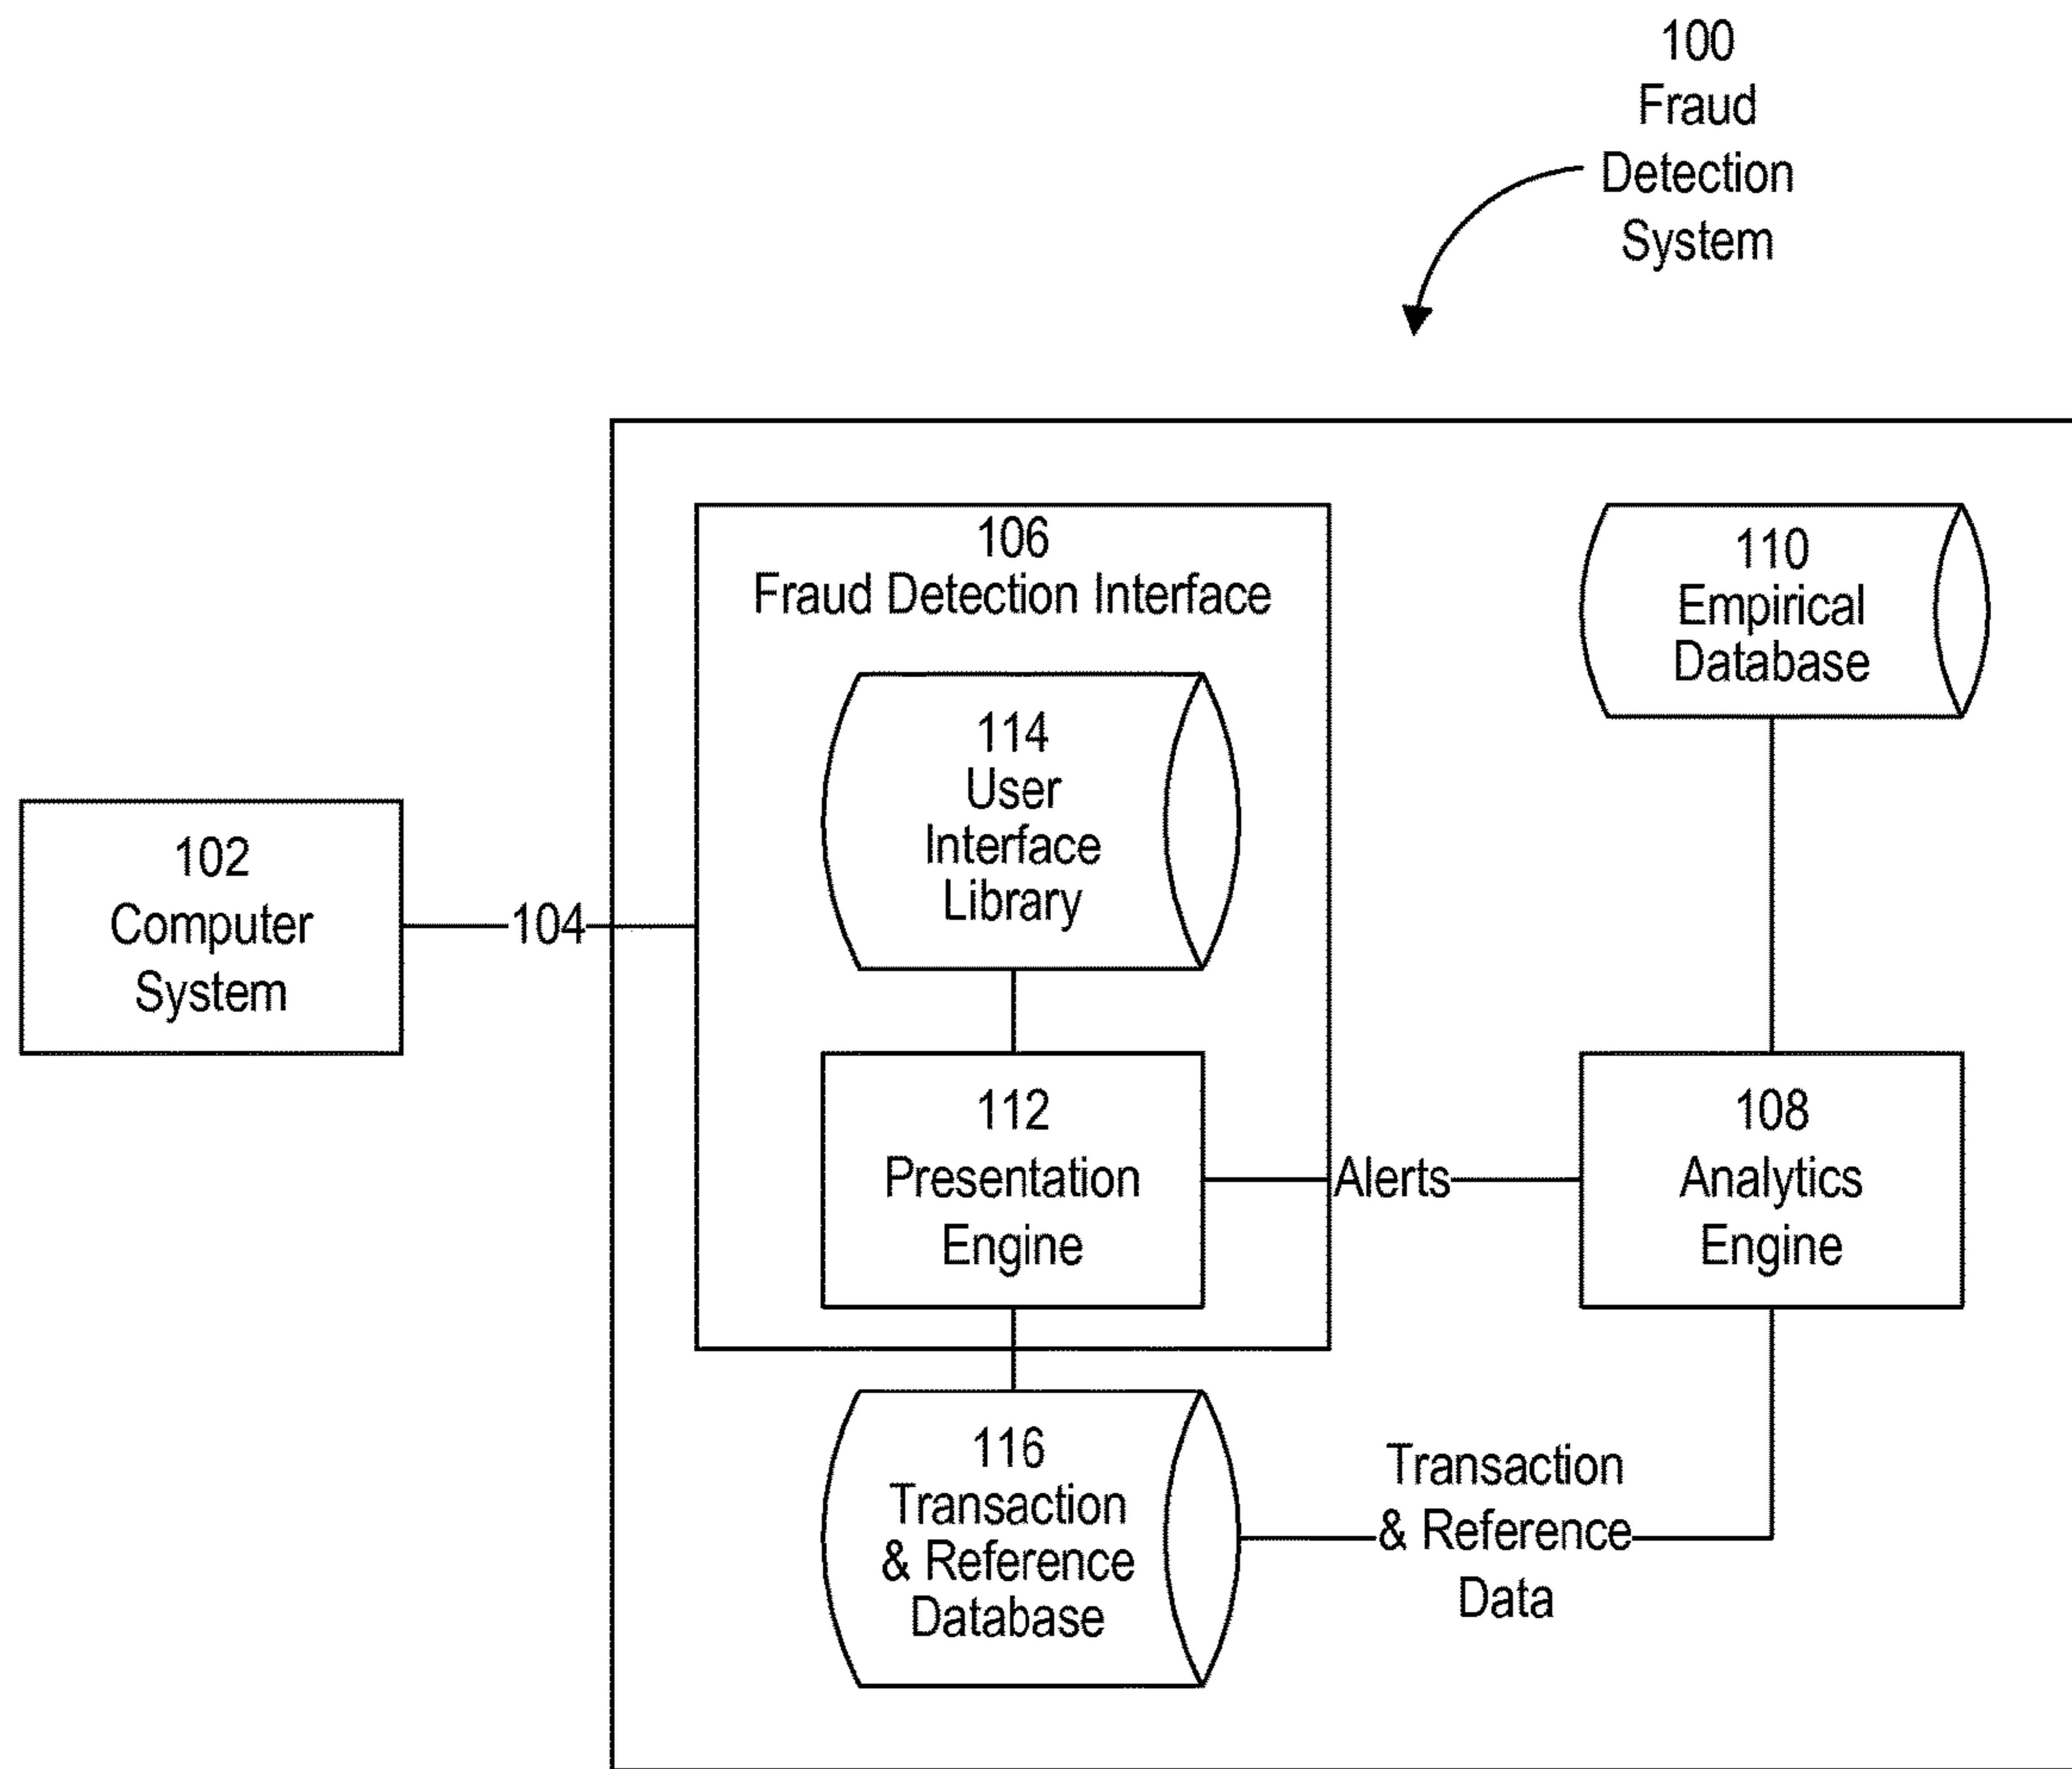 100
Fraud
Detection
System
106
Fraud Detection Interface
110
Empirical
Database
114
User
Interface
Library
102
Computer
System
104
112
Presentation
Engine
Alerts
108
Analytics
Engine
116
Transaction
& Reference
Database
Transaction
& Reference
Data